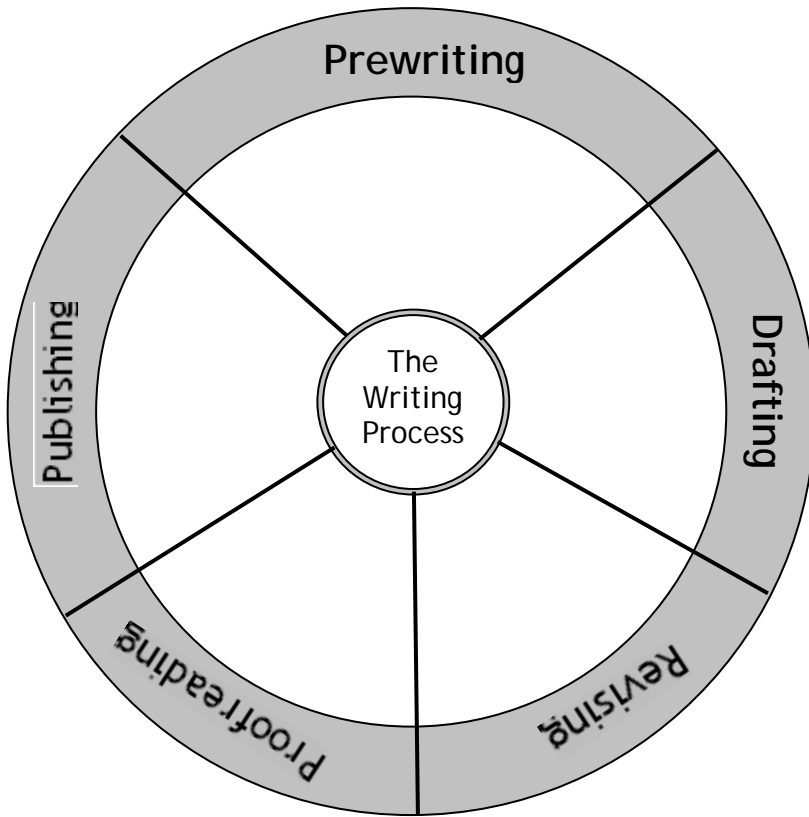 Prewriting
Drafting
Revising
Proofreading
Publishing
The
Writing
Process